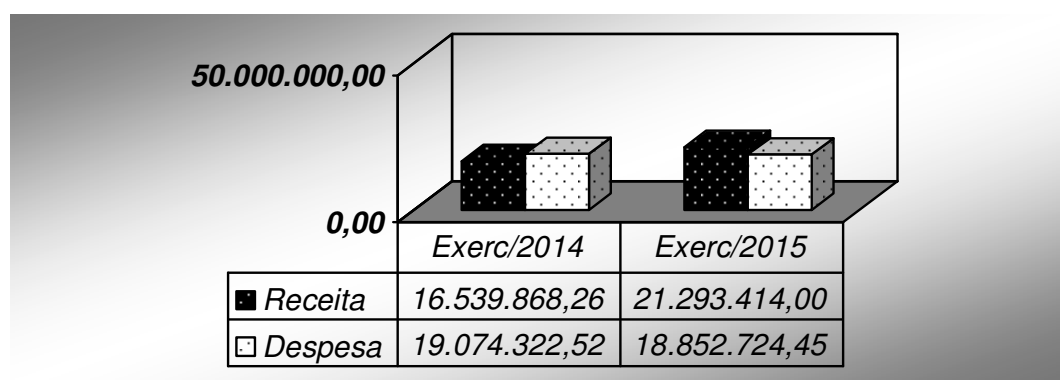 50.000.000,00
0,00
Exerc/2014 Exerc/2015
Receita 16.539.868,26 21.293.414,00
Despesa 19.074.322,52 18.852.724,45